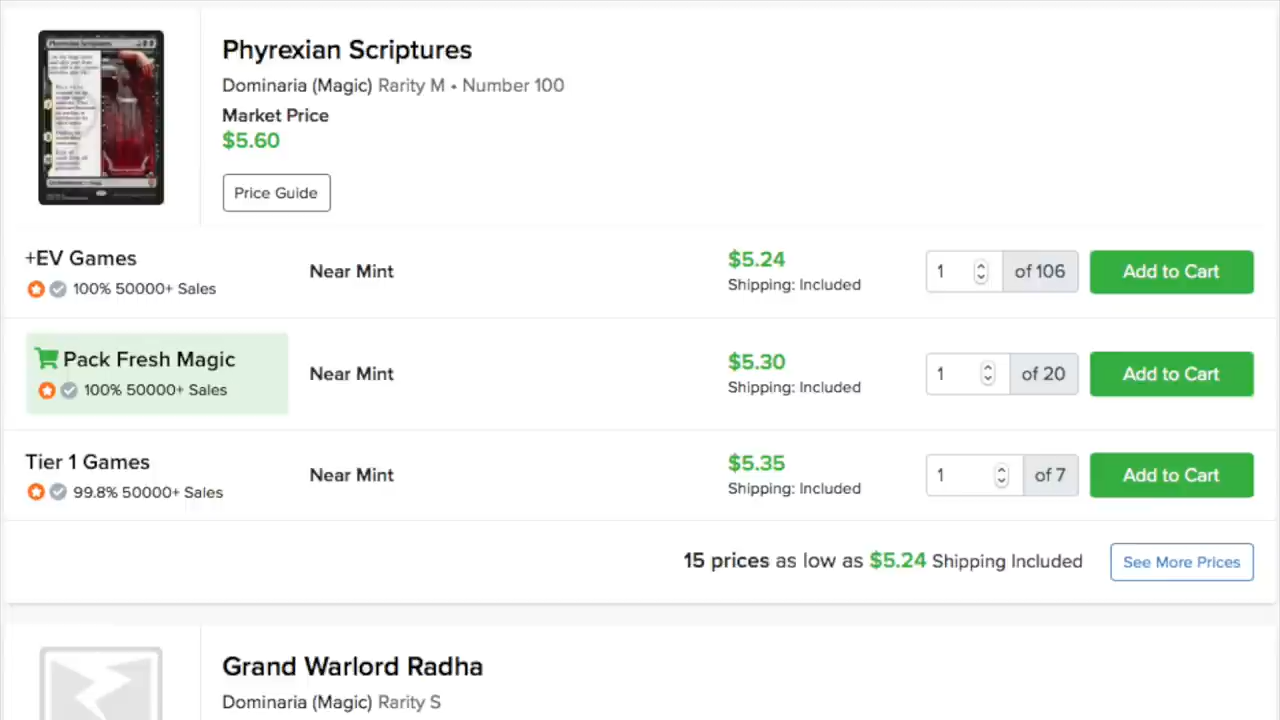 Phyrexian Scriptures
Dominaria (Magic) Rarity M • Number 100
Market Price
$5.60
Price Guide
+EV Games
100% 50000+ Sales
Near Mint
$5.24
Shipping: Included
1
of 106
Add to Cart
Pack Fresh Magic
100% 50000+ Sales
Near Mint
$5.30
Shipping: Included
1
of 20
Add to Cart
Tier 1 Games
99.8% 50000+ Sales
Near Mint
$5.35
Shipping: Included
1
of 7
Add to Cart
15 prices as low as $5.24 Shipping Included
See More Prices
Grand Warlord Radha
Dominaria (Magic) Rarity S